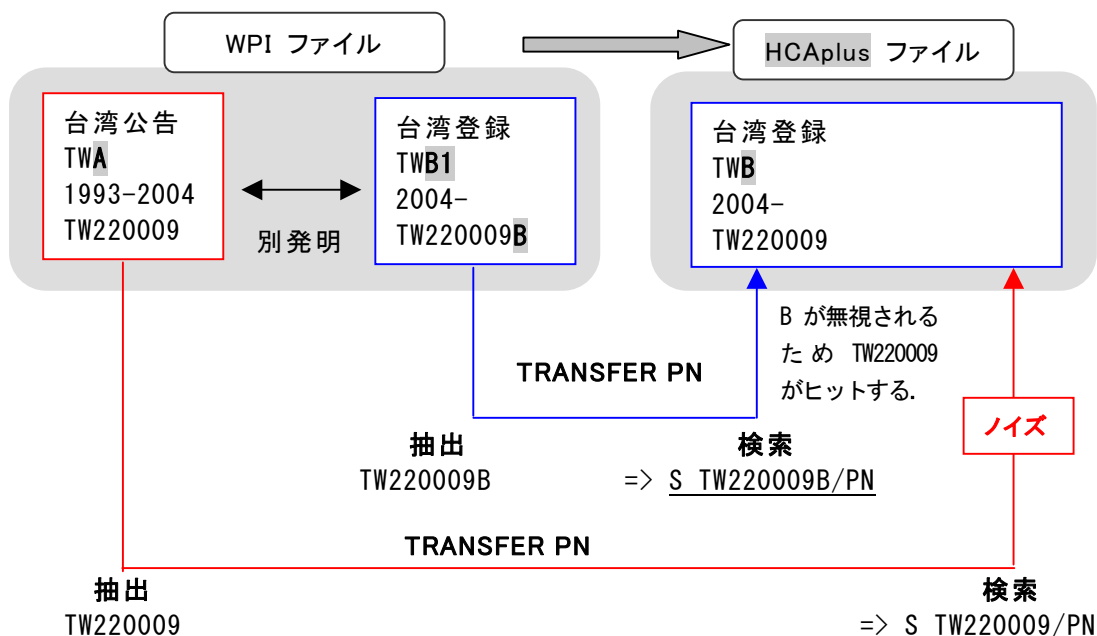 WPI ファイル
HCAplus ファイル
台湾公告
TWA
1993-2004
TW220009
別発明
台湾登録
TWB1
2004-
TW220009B
台湾登録
TWB
2004-
TW220009
B が無視される
ため TW220009
がヒットする.
TRANSFER PN
ノイズ
抽出
TW220009B
検索
=> S TW220009B/PN
TRANSFER PN
抽出
TW220009
検索
=> S TW220009/PN